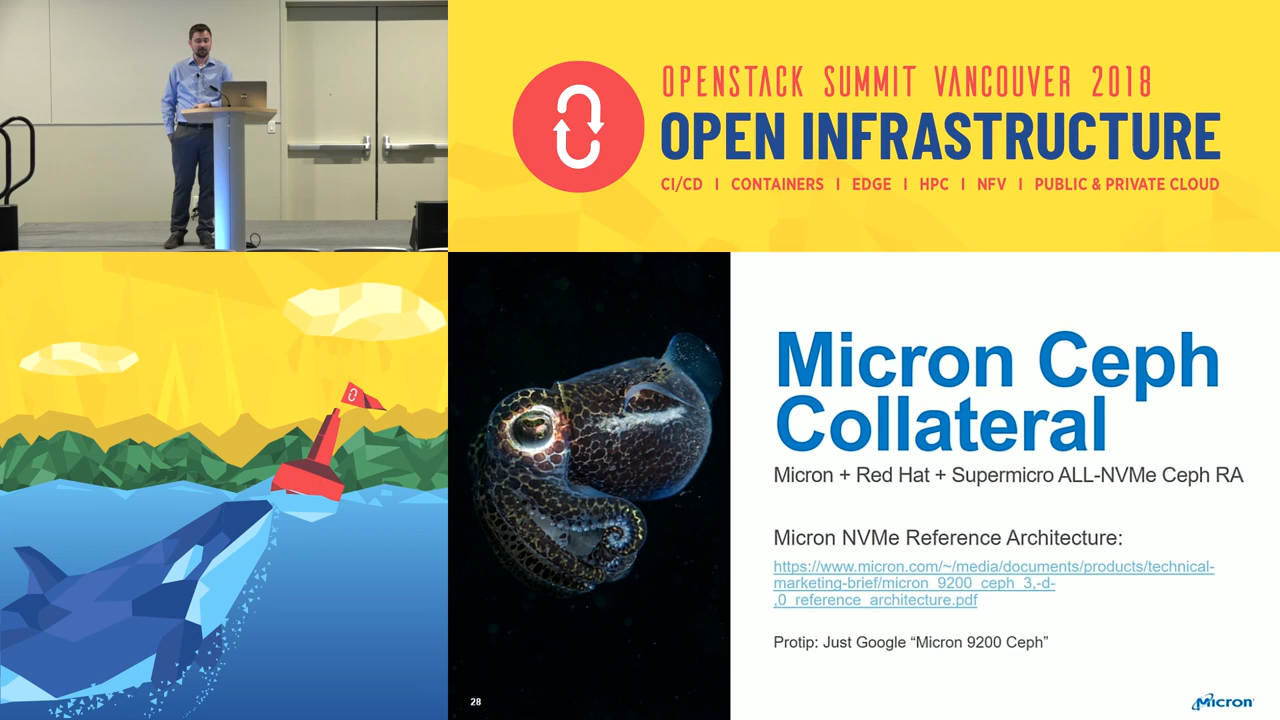 OPENSTACK SUMMIT VANCOUVER 2018
OPEN INFRASTRUCTURE
CI/CD | CONTAINERS | EDGE | HPC | NFV | PUBLIC & PRIVATE CLOUD
Micron Ceph
Collateral
Micron + Red Hat + Supermicro ALL-NVMe Ceph RA
Micron NVMe Reference Architecture:
https://www.micron.com/~/media/documents/products/technical-
marketing-brief/micron_9200_ceph_3,-d-
,0_reference_architecture.pdf
Protip: Just Google “Micron 9200 Ceph”
28
Micron